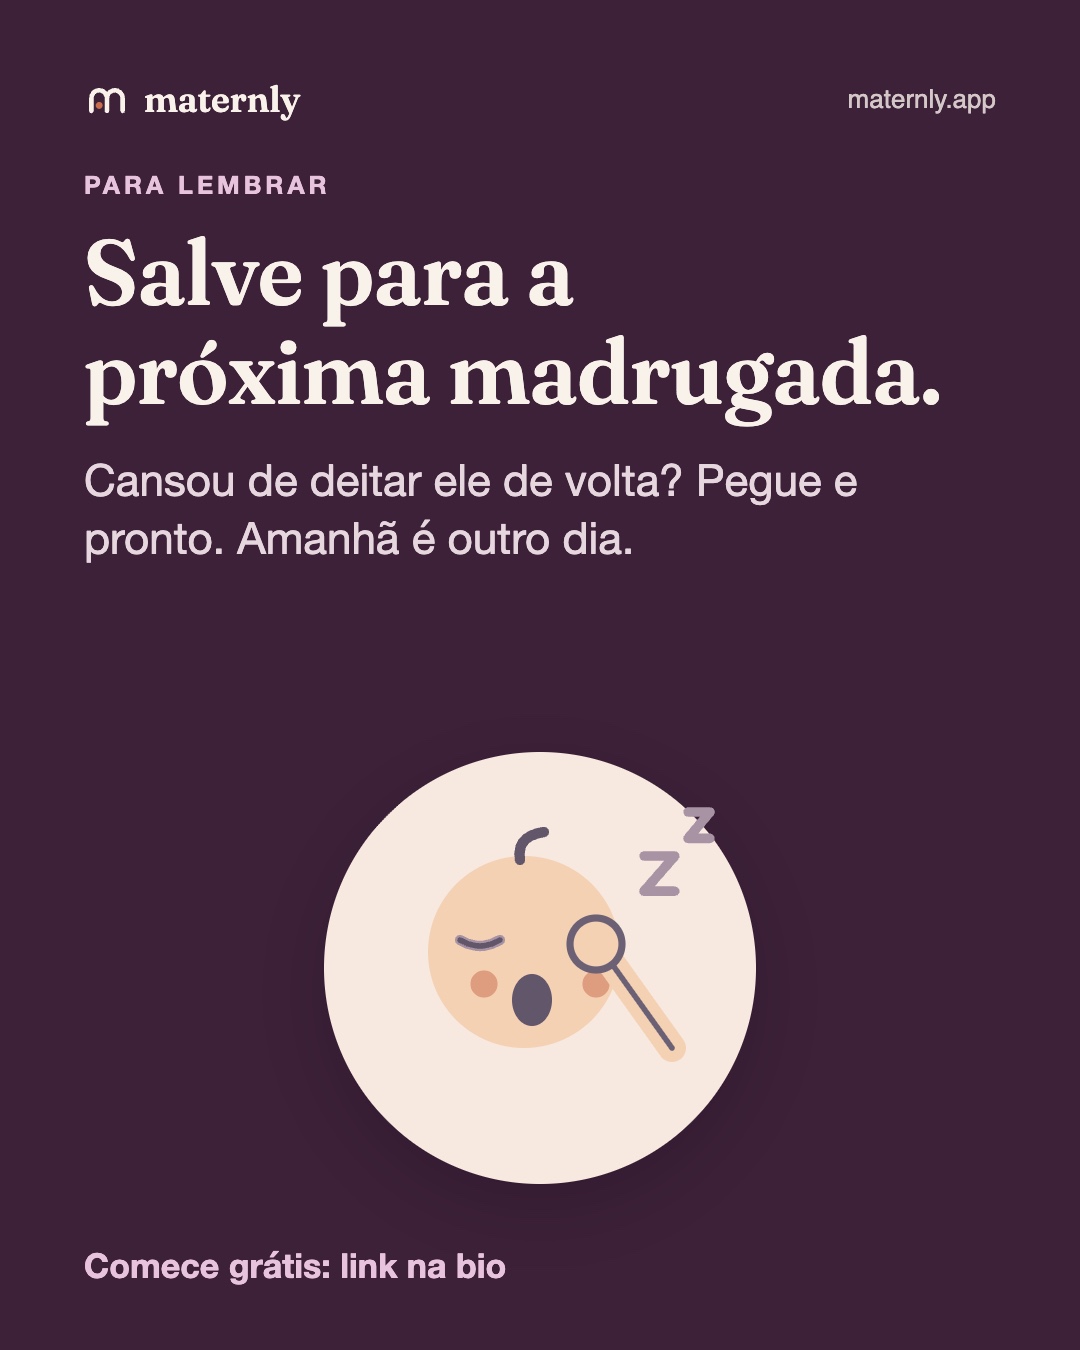 maternly
maternly.app
PARA LEMBRAR
Salve para a
próxima madrugada.
Cansou de deitar ele de volta? Pegue e
pronto. Amanhã é outro dia.
z
z
Comece grátis: link na bio